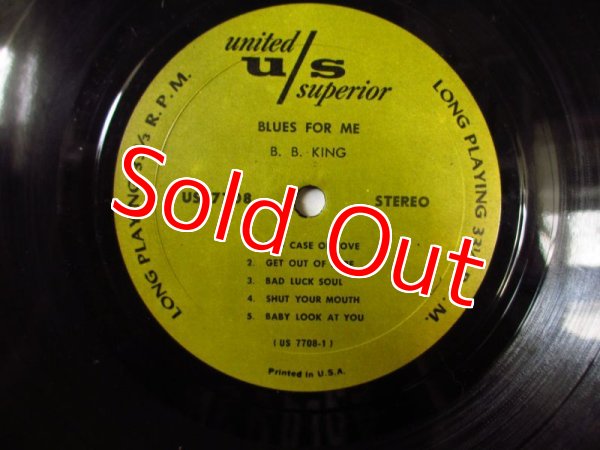 united
u/s
superior
BLUES FOR ME
B. B. KING
STEREO
CASE
2. GET OUT OF
3. BAD LUCK SOUL
4. SHUT YOUR MOUTH
5. BABY LOOK AT YOU
( US 7708-1 )
Printed in U.S.A.
LONG PLAYING R.P.M.
LONG PLAYING
Sold Out